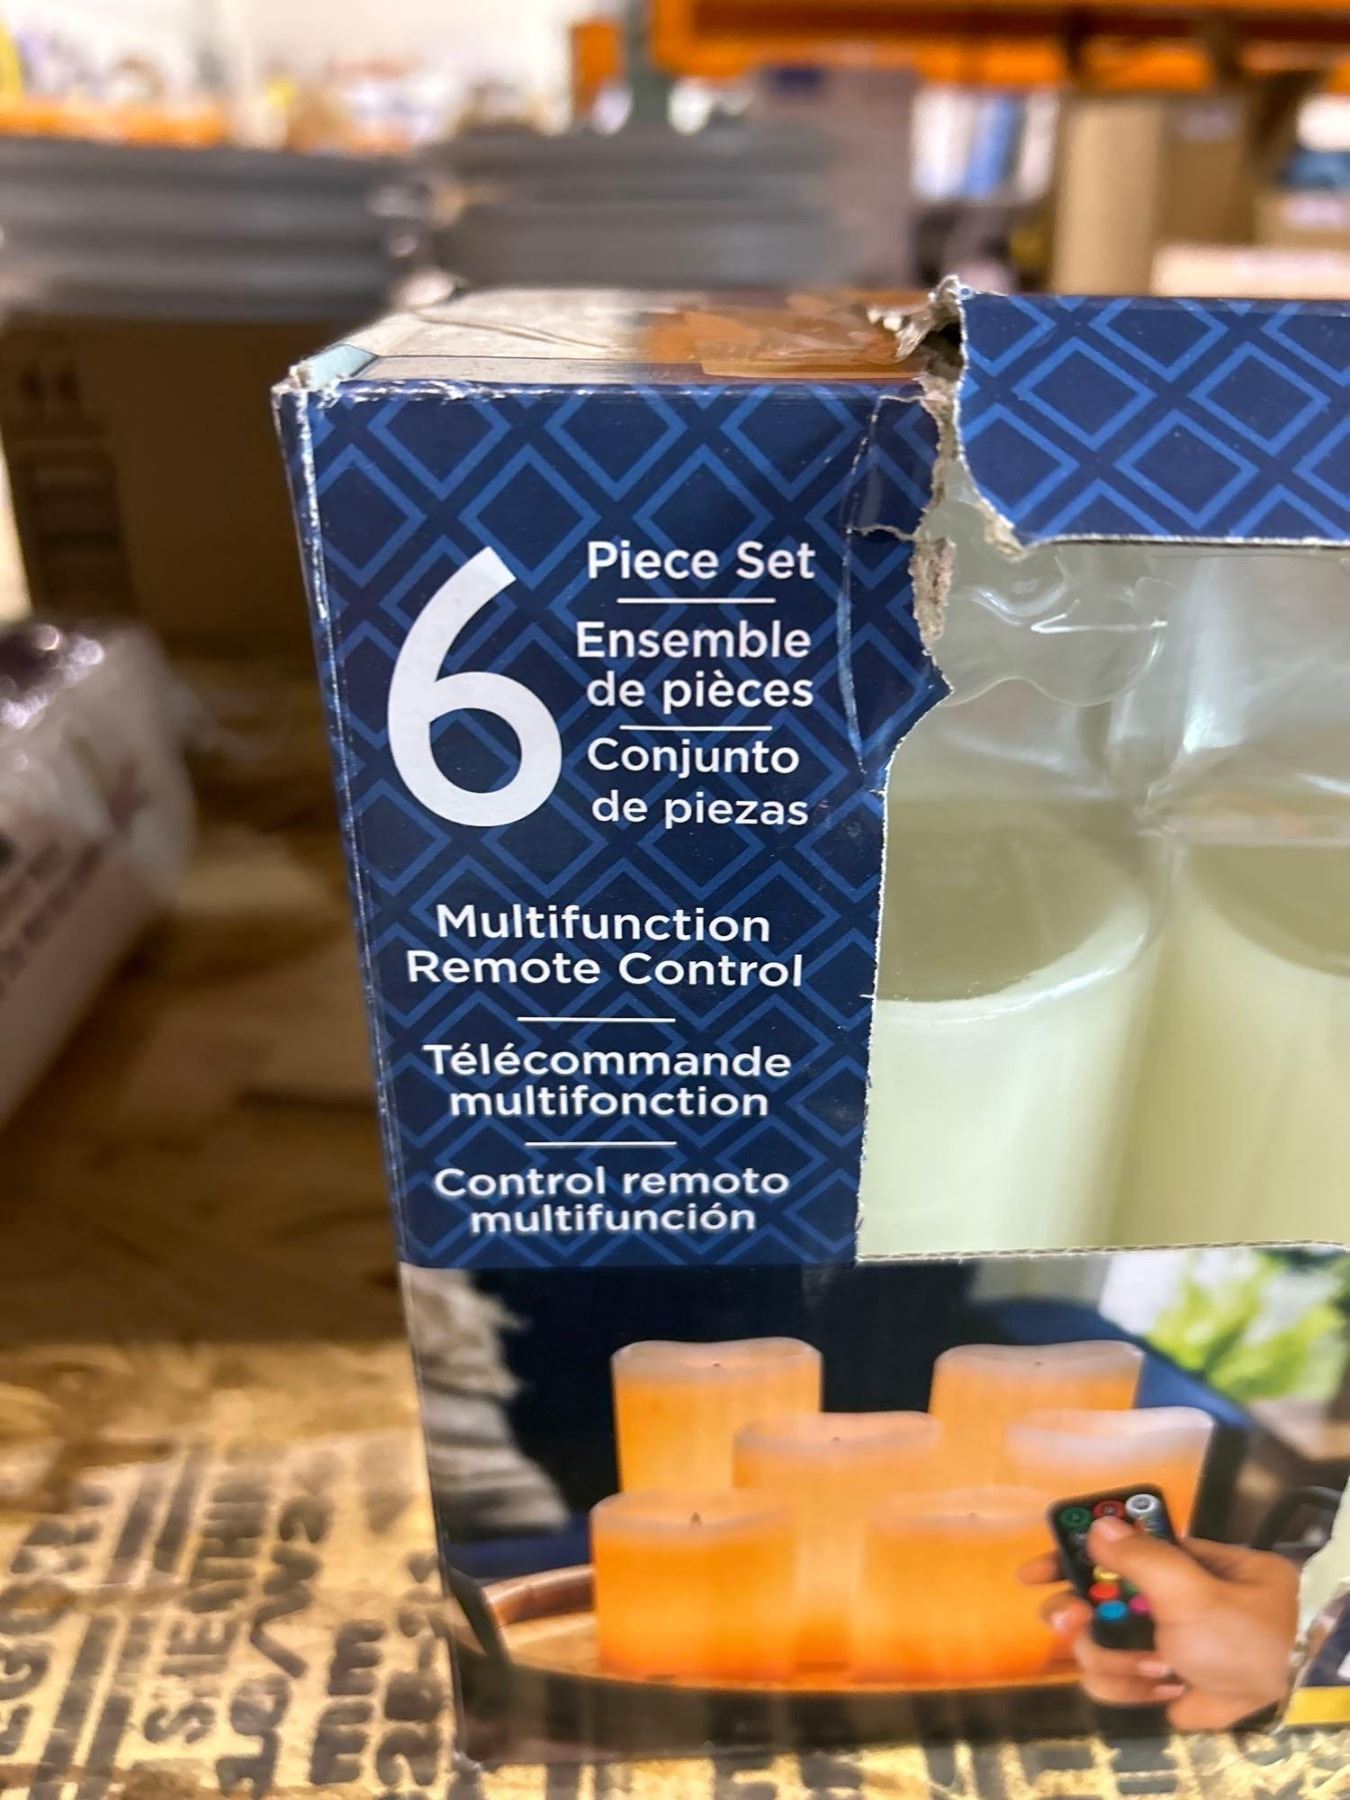 6
Piece Set
Ensemble
de pièces
Conjunto
de piezas
Multifunction
Remote Control
Télécommande
multifonction
Control remoto
multifunción